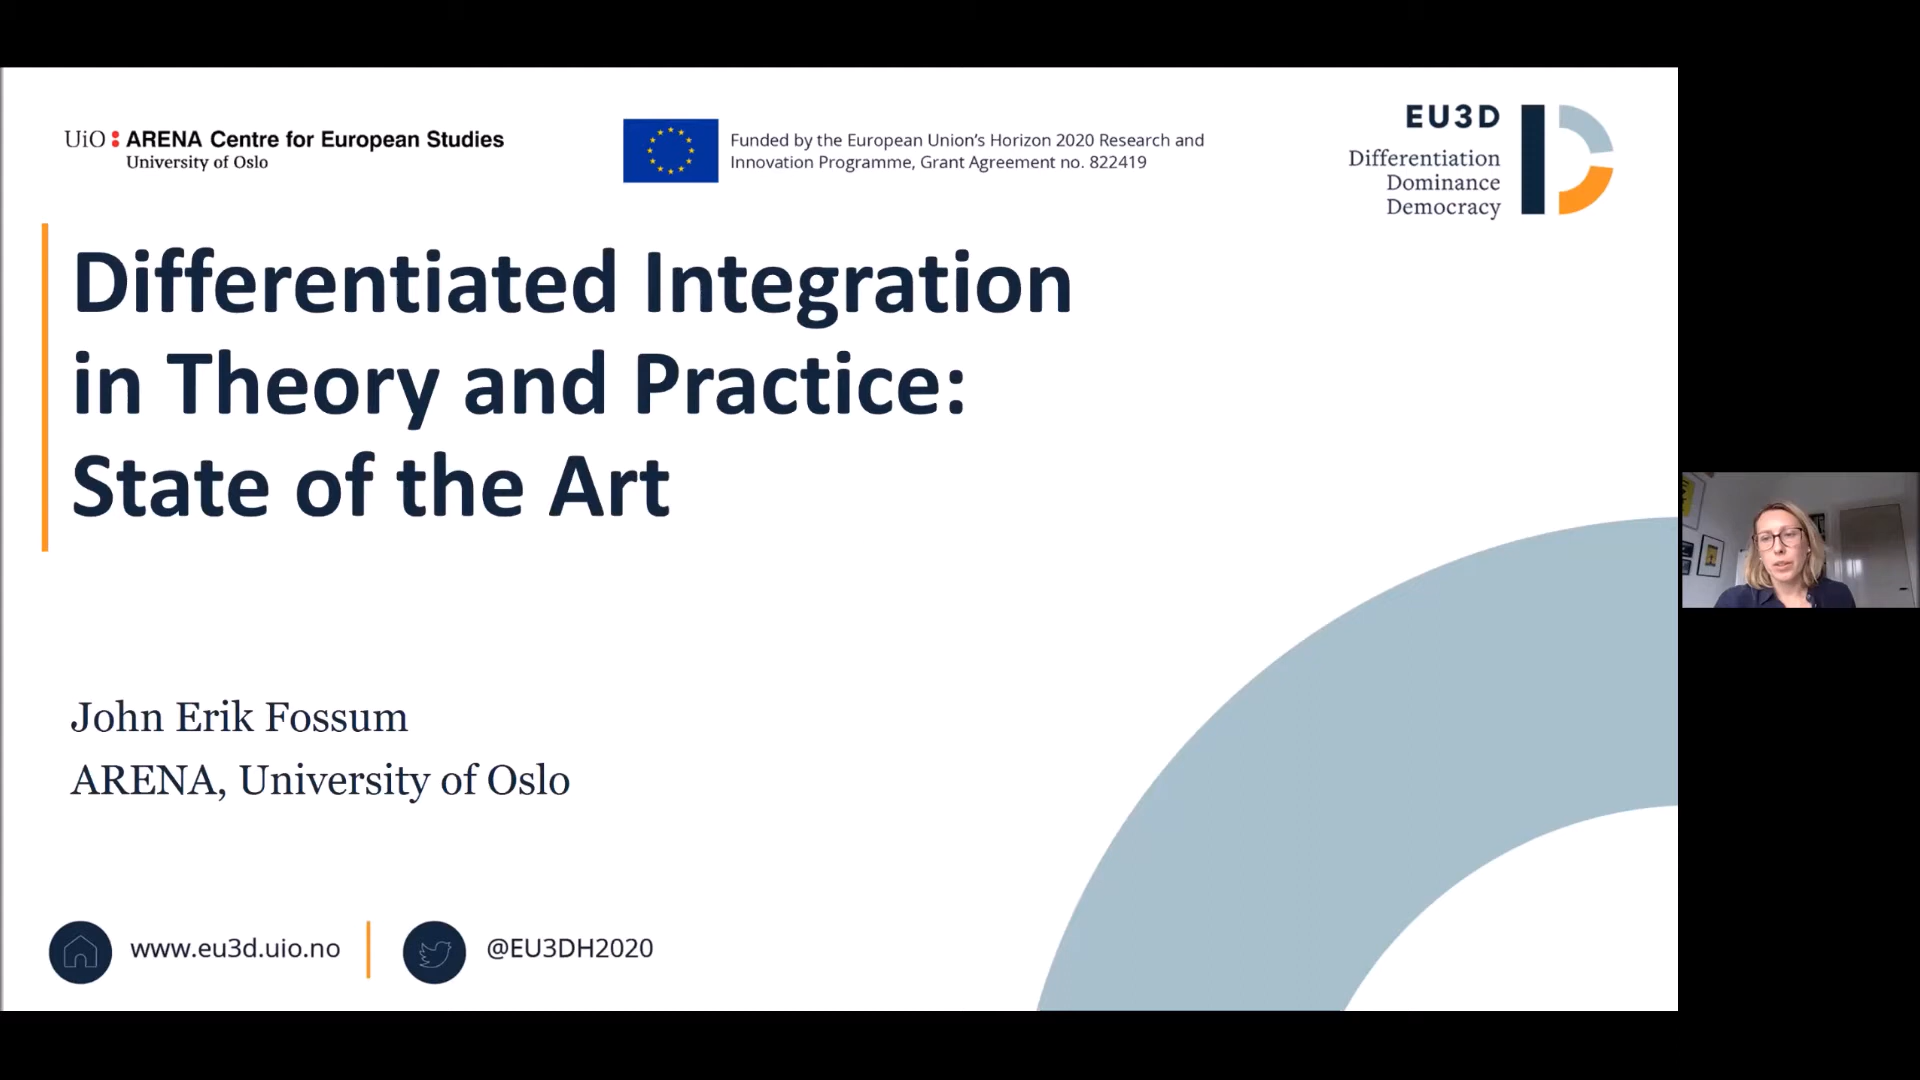 UiO : ARENA Centre for European Studies
University of Oslo
Funded by the European Union’s Horizon 2020 Research and
Innovation Programme, Grant Agreement no. 822419
EU3D
Differentiation
Dominance
Democracy
Differentiated Integration
in Theory and Practice:
State of the Art
John Erik Fossum
ARENA, University of Oslo
www.eu3d.uio.no
@EU3DH2020